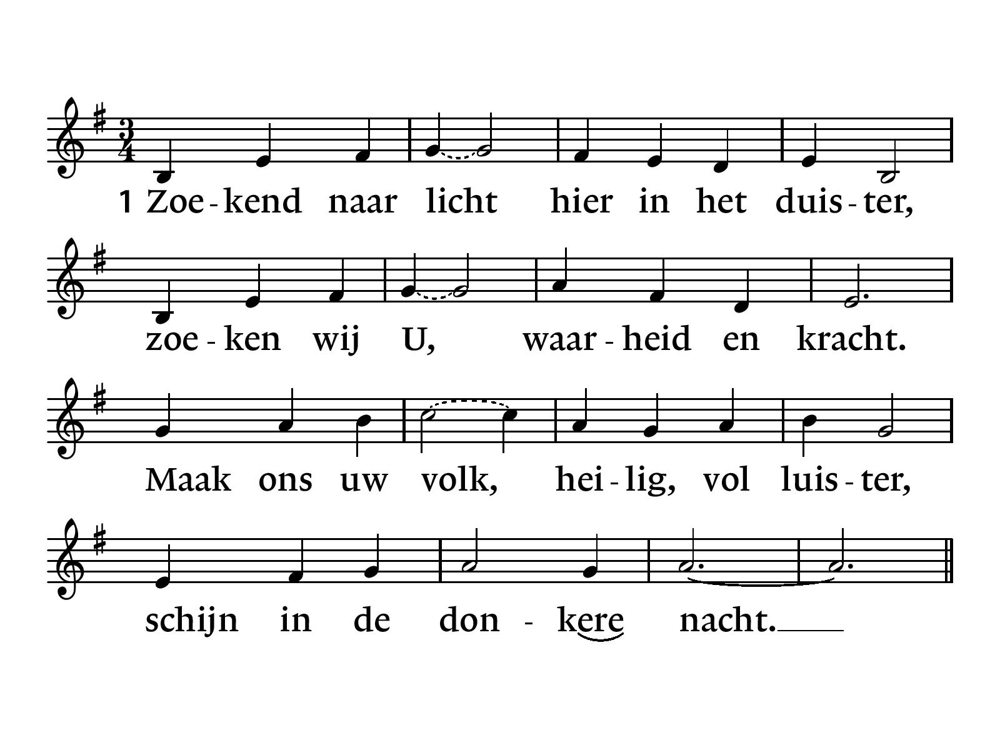 1 Zoe - kend naar licht hier in het duis - ter,
zoe - ken wij U, waar - heid en kracht.
Maak ons uw volk, hei - lig, vol luis - ter,
schijn in de don - kere nacht.